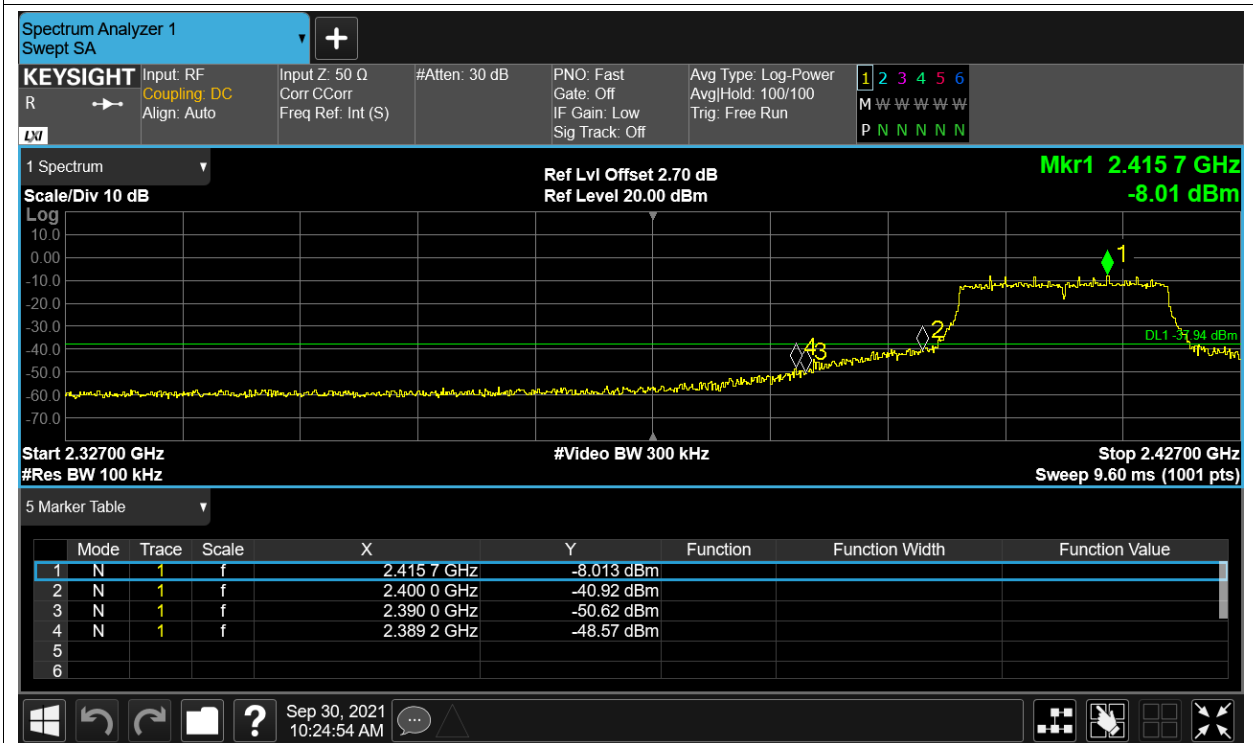 Spectrum Analyzer 1
Swept SA
KEYSIGHT
R
LXI
Input: RF
Coupling: DC
Align: Auto
Input Z: 50 Ω
Corr CCorr
Freq Ref: Int (S)
#Atten: 30 dB
PNO: Fast
Gate: Off
IF Gain: Low
Sig Track: Off
Avg Type: Log-Power
Avg|Hold: 100/100
Trig: Free Run
1 2 3 4 5 6
M W W W W W
P N N N N N
1 Spectrum
Scale/Div 10 dB
Ref Lvl Offset 2.70 dB
Ref Level 20.00 dBm
Mkr1 2.415 7 GHz
-8.01 dBm
Log
10.0
0.00
-10.0
-20.0
-30.0
-40.0
-50.0
-60.0
-70.0
1
2
43
DL1 -37.94 dBm
Start 2.32700 GHz
#Video BW 300 kHz
Stop 2.42700 GHz
#Res BW 100 kHz
Sweep 9.60 ms (1001 pts)
5 Marker Table
Mode Trace Scale X Y Function Function Width Function Value
1 N 1 f 2.415 7 GHz -8.013 dBm
2 N 1 f 2.400 0 GHz -40.92 dBm
3 N 1 f 2.390 0 GHz -50.62 dBm
4 N 1 f 2.389 2 GHz -48.57 dBm
5
6
?
Sep 30, 2021
10:24:54 AM